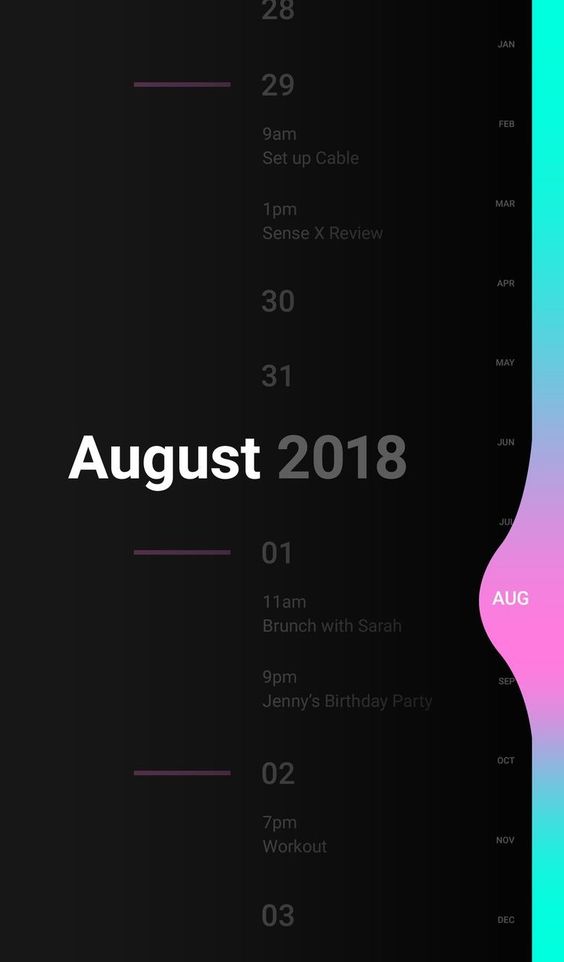 28
29
9am
Set up Cable
1pm
Sense X Review
30
31
August 2018
01
11am
Brunch with Sarah
9pm
Jenny's Birthday Party
02
7pm
Workout
03
JAN
FEB
MAR
APR
MAY
JUN
JUL
AUG
SEP
OCT
NOV
DEC